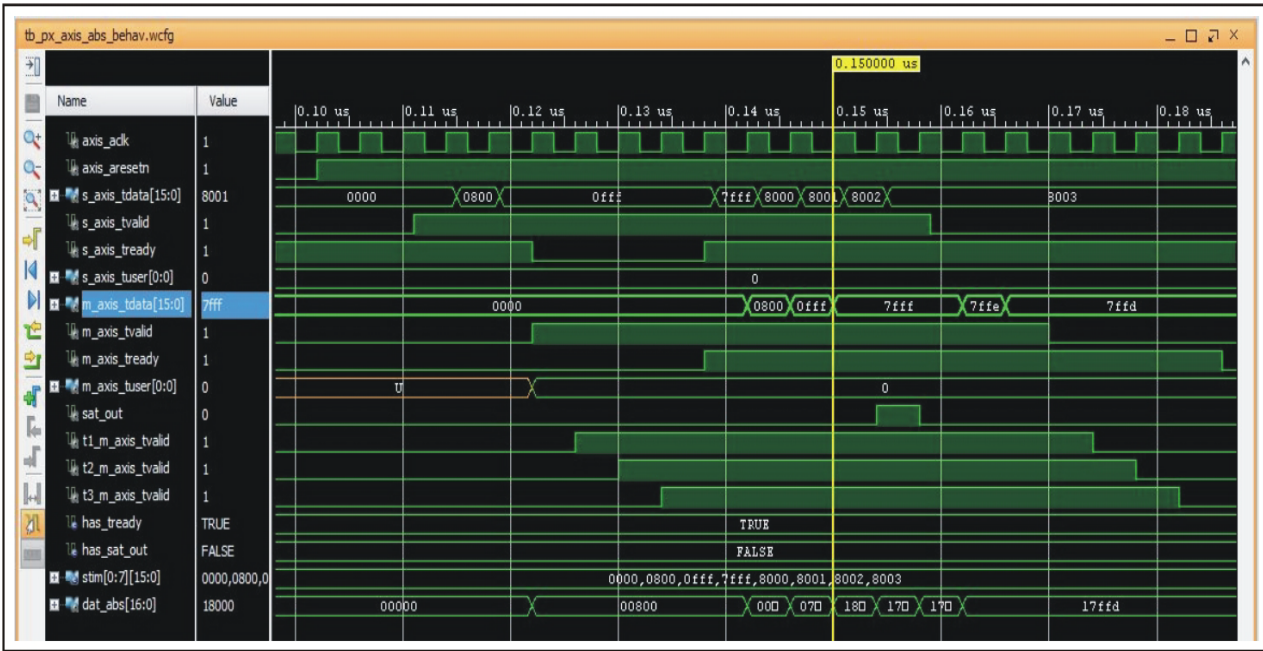 tb_px_axis_abs_behav.wcfg
0.150000 us
Name Value
0.10 us 0.11 us 0.12 us 0.13 us 0.14 us 0.15 us 0.16 us 0.17 us 0.18 us
axis_aclk 1
axis_aresetn 1
s_axis_tdata[15:0] 8001 0000 0800 0fff 7fff 8000 8001 8002 8003
s_axis_tvalid 1
s_axis_tready 1
s_axis_tuser[0:0] 0 0
m_axis_tdata[15:0] 7fff 0000 0800 0fff 7fff 7ffe 7ffd
m_axis_tvalid 1
m_axis_tready 1
m_axis_tuser[0:0] 0 U 0
sat_out 0
t1_m_axis_tvalid 1
t2_m_axis_tvalid 1
t3_m_axis_tvalid 1
has_tready TRUE TRUE
has_sat_out FALSE FALSE
stim[0:7][15:0] 0000,0800,0 0000,0800,0fff,7fff,8000,8001,8002,8003
dat_abs[16:0] 18000 00000 00800 00□ 07□ 18□ 17□ 17□ 17ffd